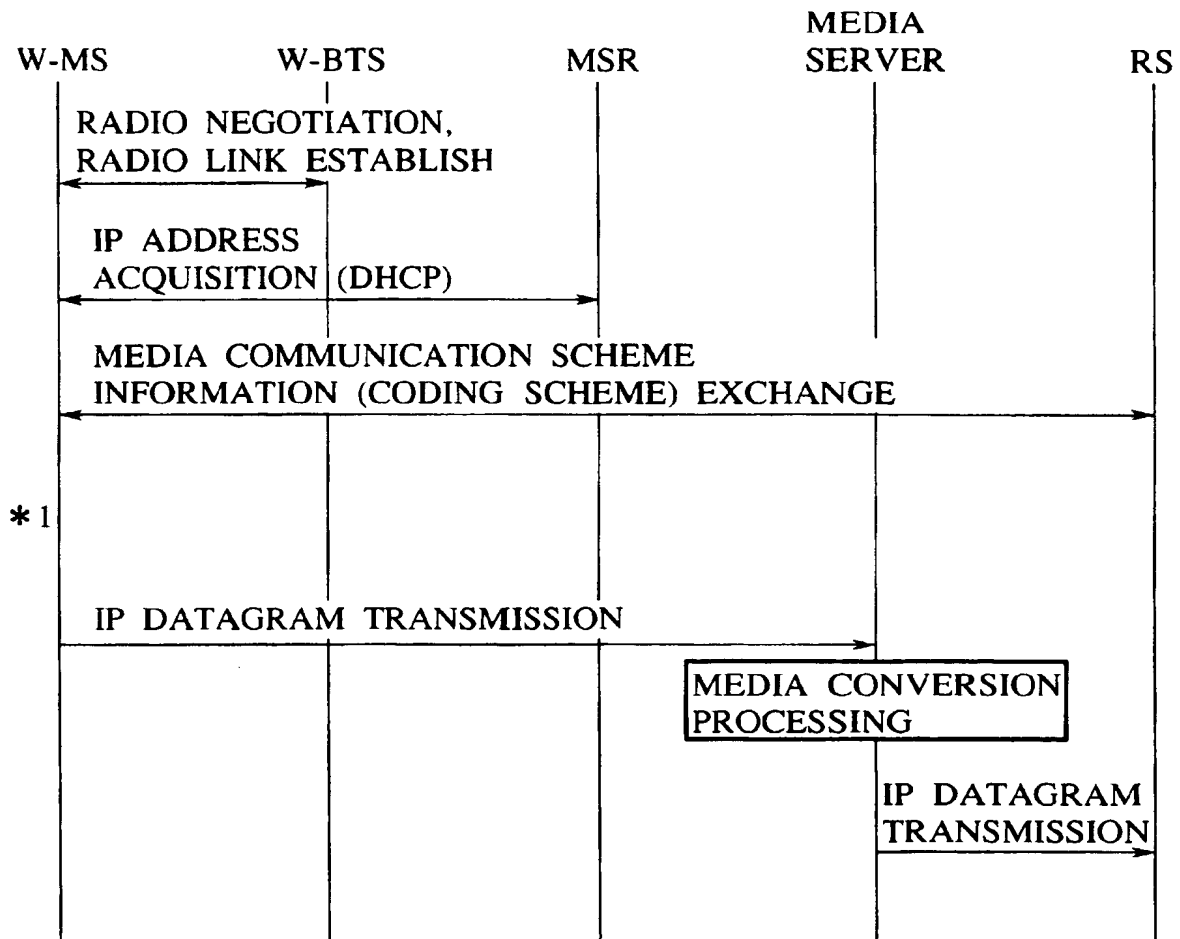 W-MS W-BTS MSR MEDIA SERVER RS
RADIO NEGOTIATION,
RADIO LINK ESTABLISH
IP ADDRESS
ACQUISITION (DHCP)
MEDIA COMMUNICATION SCHEME
INFORMATION (CODING SCHEME) EXCHANGE
*1
IP DATAGRAM TRANSMISSION
MEDIA CONVERSION
PROCESSING
IP DATAGRAM
TRANSMISSION